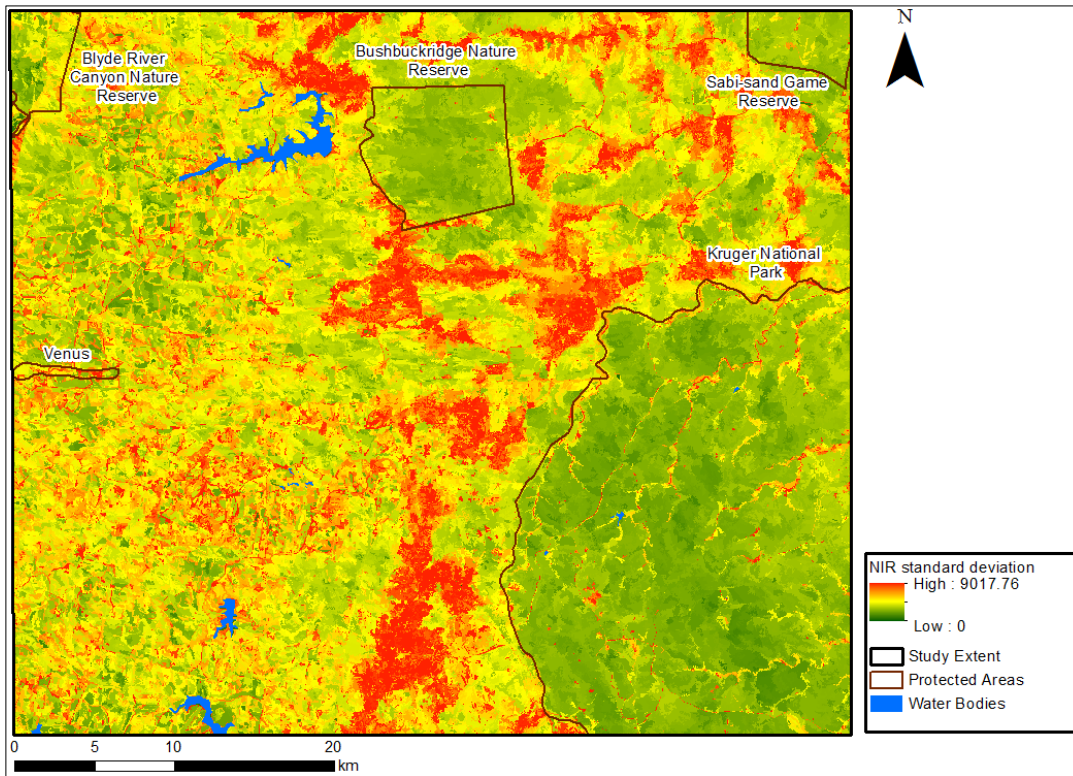 N
Blyde River
Canyon Nature
Reserve
Bushbuckridge Nature
Reserve
Sabi-sand Game
Reserve
Kruger National
Park
Venus
NIR standard deviation
High : 9017.76
Low : 0
Study Extent
Protected Areas
Water Bodies
0 5 10 20
km